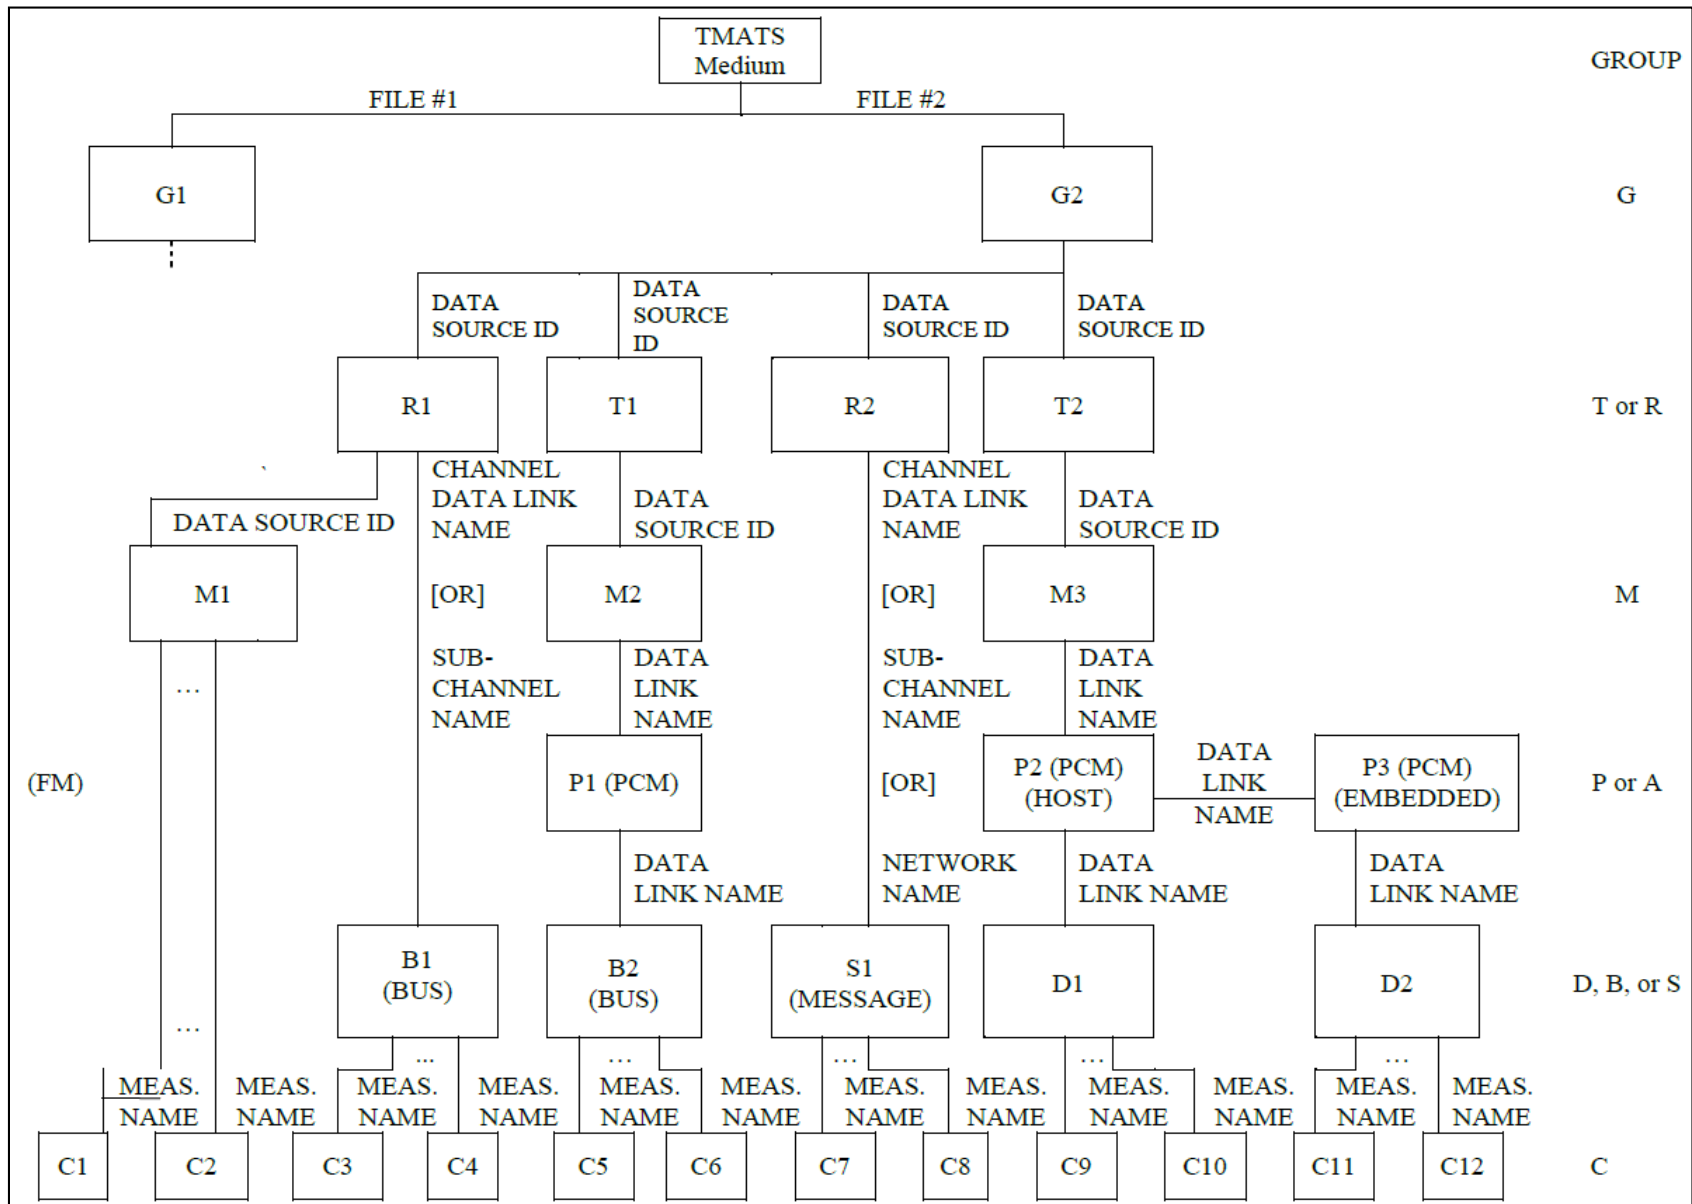 TMATS
Medium
GROUP
FILE #1
FILE #2
G1
G2
G
DATA
SOURCE ID
DATA
SOURCE
ID
DATA
SOURCE ID
DATA
SOURCE ID
R1
T1
R2
T2
T or R
`
CHANNEL
DATA LINK
NAME
DATA SOURCE ID
DATA
SOURCE ID
CHANNEL
DATA LINK
NAME
DATA
SOURCE ID
M1
[OR]
M2
[OR]
M3
M
…
SUB-
CHANNEL
NAME
DATA
LINK
NAME
SUB-
CHANNEL
NAME
DATA
LINK
NAME
(FM)
P1 (PCM)
[OR]
P2 (PCM)
(HOST)
DATA
LINK
NAME
P3 (PCM)
(EMBEDDED)
P or A
DATA
LINK NAME
NETWORK
NAME
DATA
LINK NAME
DATA
LINK NAME
…
B1
(BUS)
B2
(BUS)
S1
(MESSAGE)
D1
D2
D, B, or S
...
…
…
…
…
MEAS.
NAME
MEAS.
NAME
MEAS.
NAME
MEAS.
NAME
MEAS.
NAME
MEAS.
NAME
MEAS.
NAME
MEAS.
NAME
MEAS.
NAME
MEAS.
NAME
MEAS.
NAME
MEAS.
NAME
C1
C2
C3
C4
C5
C6
C7
C8
C9
C10
C11
C12
C